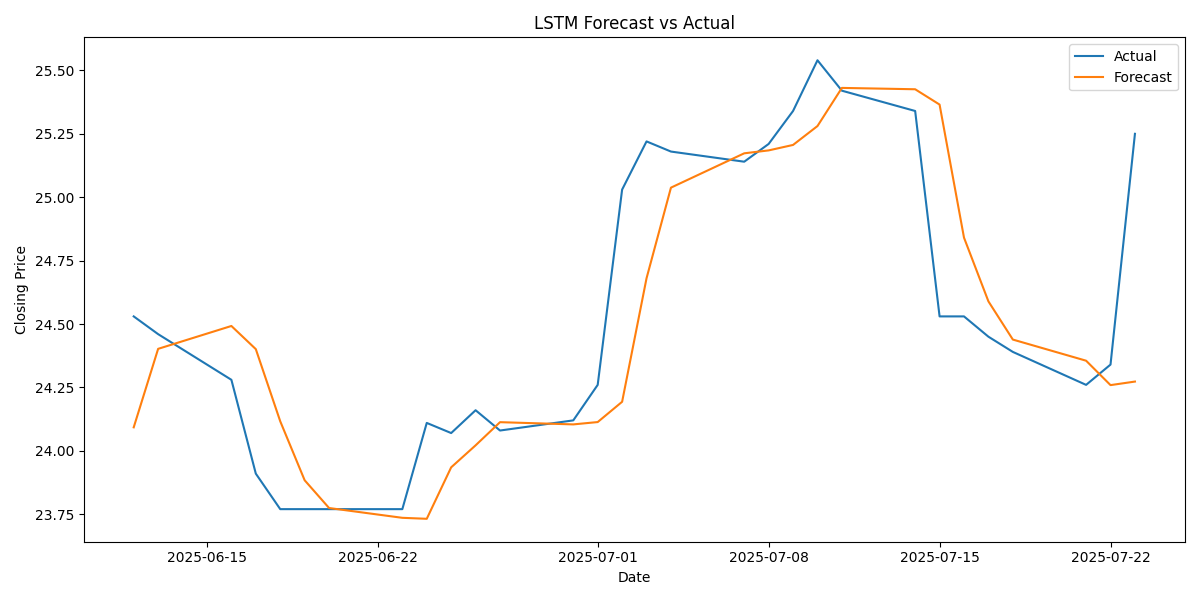 LSTM Forecast vs Actual
Actual
Forecast
Closing Price
25.50
25.25
25.00
24.75
24.50
24.25
24.00
23.75
2025-06-15 2025-06-22 2025-07-01 2025-07-08 2025-07-15 2025-07-22
Date